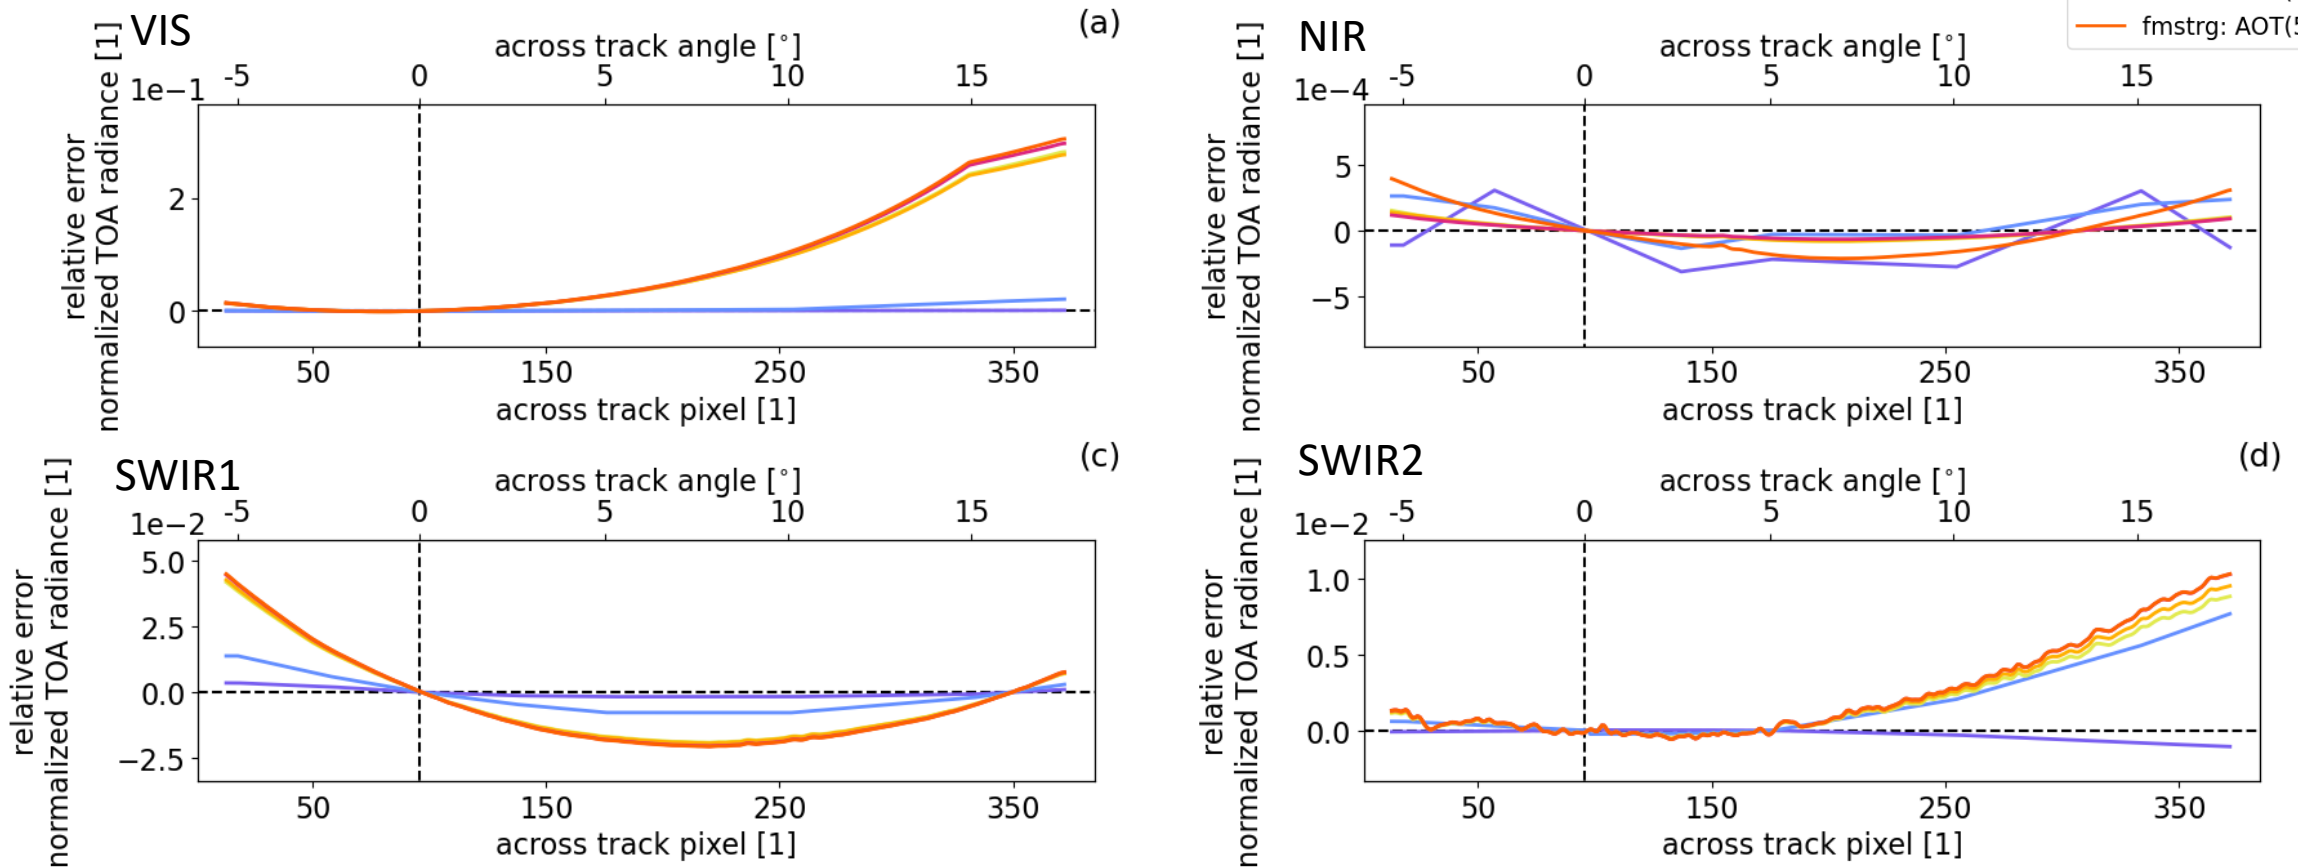 VIS
(a)
across track angle [°]
1e−1
-5 0 5 10 15
relative error
normalized TOA radiance [1]
2
0
50 150 250 350
across track pixel [1]
NIR
fmstrg: AOT(
across track angle [°]
1e−4
-5 0 5 10 15
relative error
normalized TOA radiance [1]
5
0
−5
50 150 250 350
across track pixel [1]
SWIR1
(c)
across track angle [°]
1e−2
-5 0 5 10 15
relative error
normalized TOA radiance [1]
5.0
2.5
0.0
−2.5
50 150 250 350
across track pixel [1]
SWIR2
(d)
across track angle [°]
1e−2
-5 0 5 10 15
relative error
normalized TOA radiance [1]
1.0
0.5
0.0
50 150 250 350
across track pixel [1]